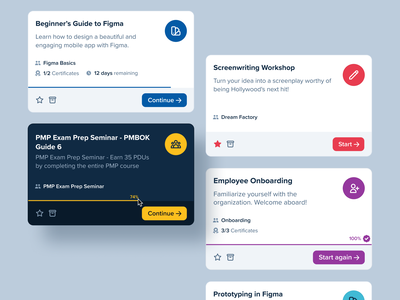 Beginner's Guide to Figma
Learn how to design a beautiful and
engaging mobile app with Figma.
Figma Basics
1/2 Certificates 12 days remaining
Continue →
PMP Exam Prep Seminar - PMBOK
Guide 6
PMP Exam Prep Seminar - Earn 35 PDUs
by completing the entire PMP course
PMP Exam Prep Seminar
74%
Continue →
Screenwriting Workshop
Turn your idea into a screenplay worthy of
being Hollywood's next hit!
Dream Factory
Start →
Employee Onboarding
Familiarize yourself with the
organization. Welcome aboard!
Onboarding
3/3 Certificates
100%
Start again →
Prototyping in Figma